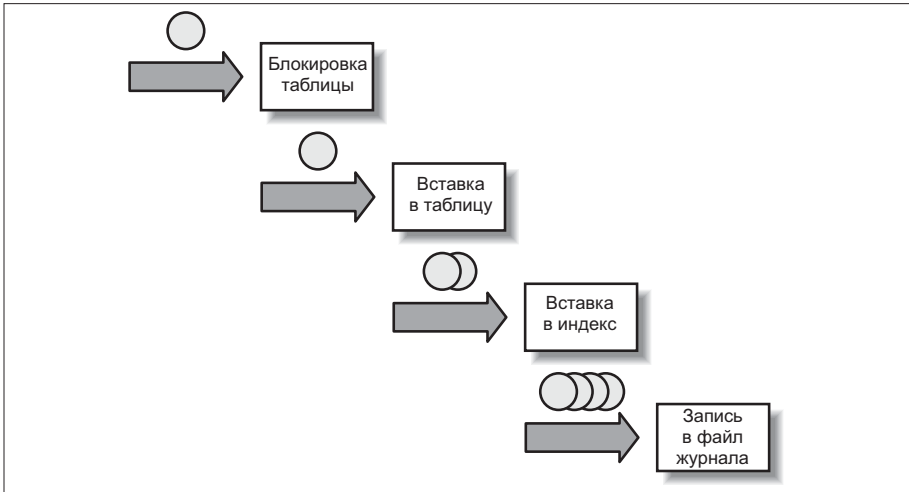 Блокировка
таблицы
Вставка
в таблицу
Вставка
в индекс
Запись
в файл
журнала